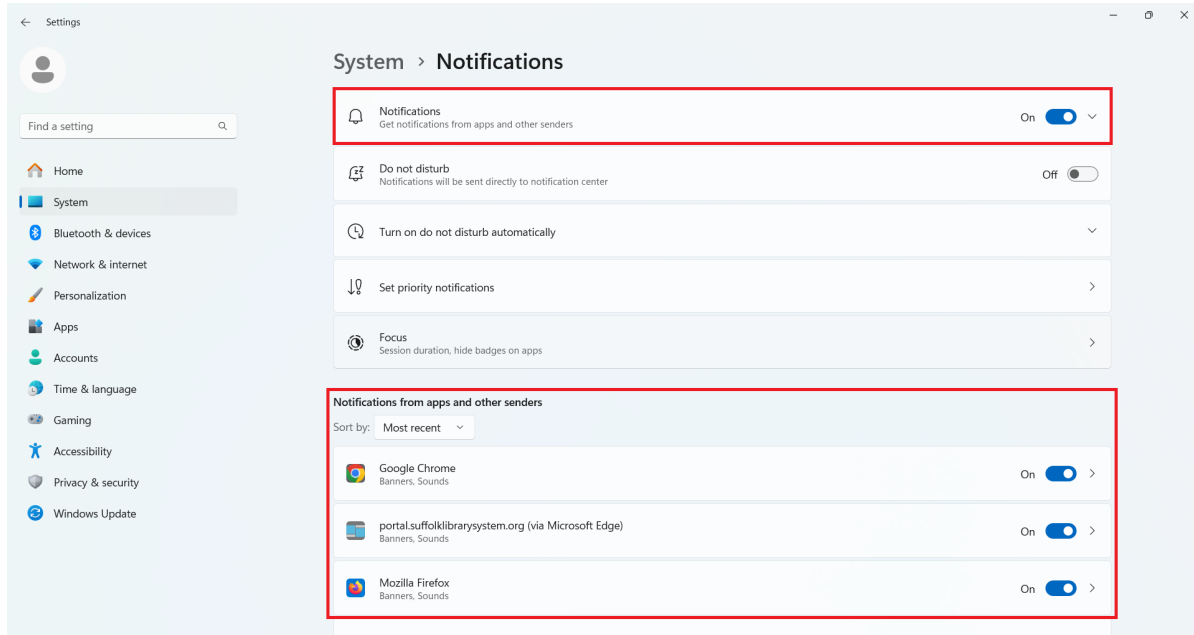 Settings
Find a setting
Home
System
Bluetooth & devices
Network & internet
Personalization
Apps
Accounts
Time & language
Gaming
Accessibility
Privacy & security
Windows Update
System > Notifications
Notifications
Get notifications from apps and other senders
On
Do not disturb
Notifications will be sent directly to notification center
Off
Turn on do not disturb automatically
Set priority notifications
Focus
Session duration, hide badges on apps
Notifications from apps and other senders
Sort by: Most recent
Google Chrome
Banners, Sounds
On
portal.suffolklibrarysystem.org (via Microsoft Edge)
Banners, Sounds
On
Mozilla Firefox
Banners, Sounds
On